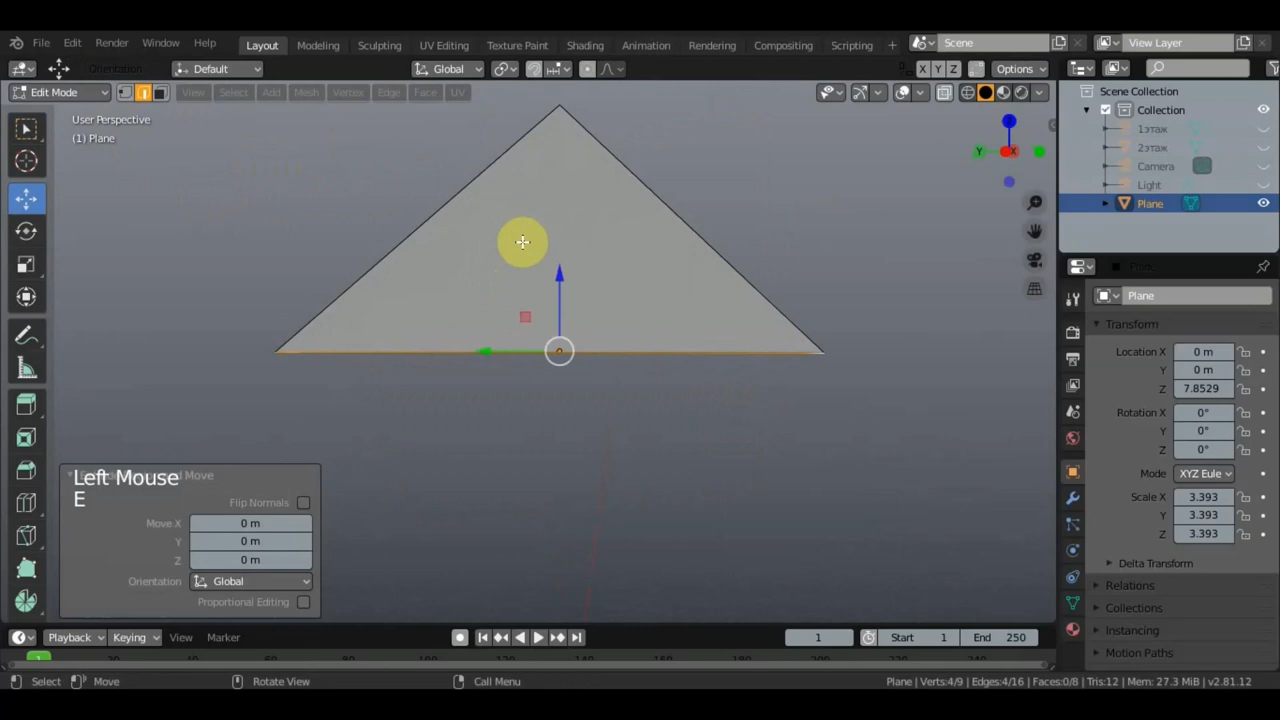 File Edit Render Window Help Layout Modeling Sculpting UV Editing Texture Paint Shading Animation Rendering Compositing Scripting + Scene View Layer
Orientation Default Global X Y Z Options
Edit Mode View Select Add Mesh Vertex Edge Face UV
Scene Collection
Collection
1этаж
2этаж
Camera
Light
Plane
User Perspective
(1) Plane
Y X
Plane
Transform
Location X 0 m
Y 0 m
Z 7.8529
Rotation X 0°
Y 0°
Z 0°
Mode XYZ Eule
Scale X 3.393
Y 3.393
Z 3.393
Delta Transform
Relations
Collections
Instancing
Motion Paths
Left Mouse
E
Flip Normals
Move X 0 m
Y 0 m
Z 0 m
Orientation Global
Proportional Editing
Playback Keying View Marker 1 Start 1 End 250
1
Select Move Rotate View Call Menu Plane | Verts:4/9 | Edges:4/16 | Faces:0/8 | Tris:12 | Mem: 27.3 MiB | v2.81.12